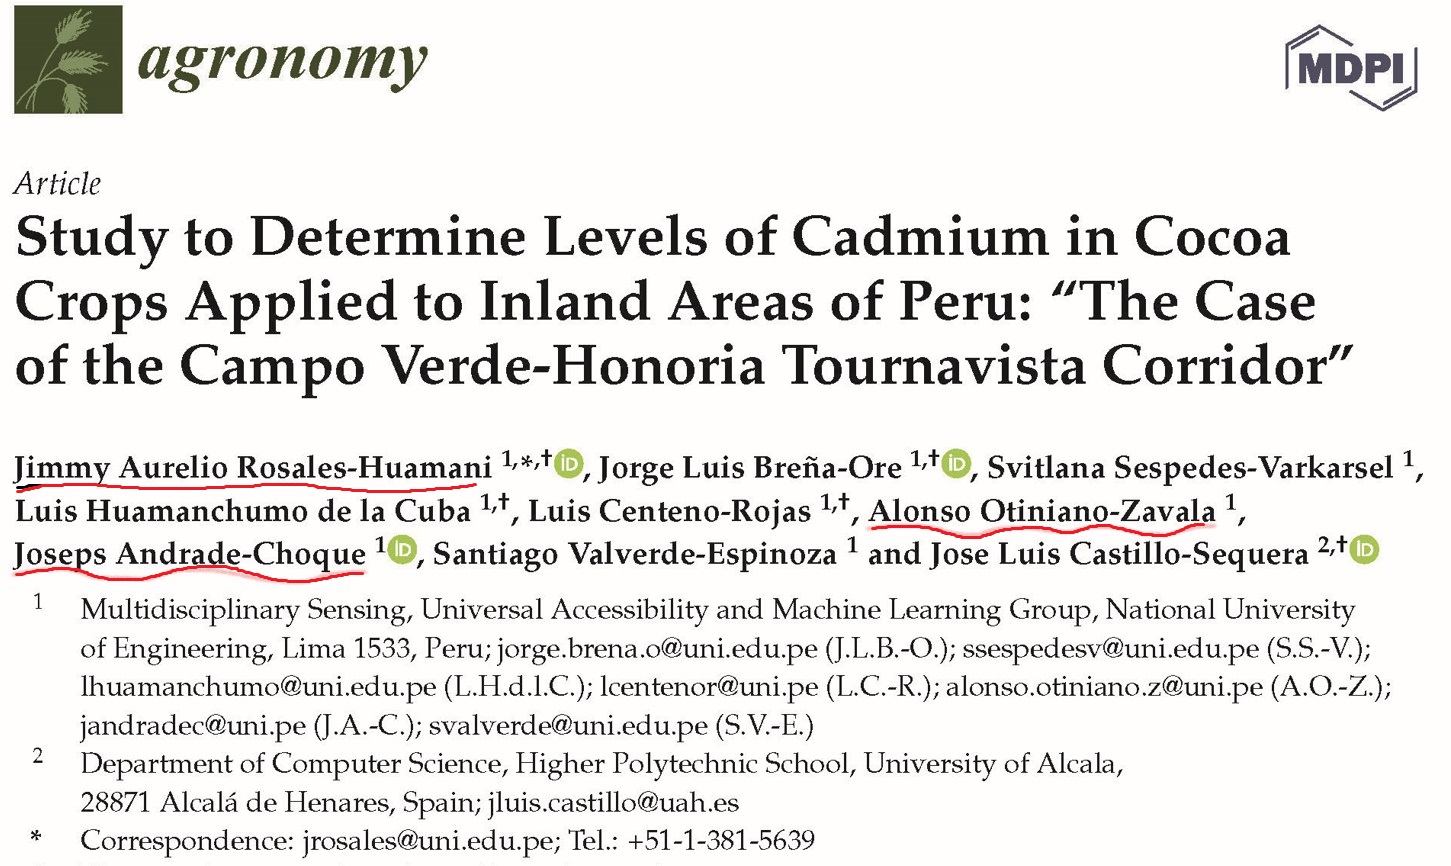 agronomy
MDPI
Article
Study to Determine Levels of Cadmium in Cocoa
Crops Applied to Inland Areas of Peru: “The Case
of the Campo Verde-Honoria Tournavista Corridor”
Jimmy Aurelio Rosales-Huamani 1,*,† iD, Jorge Luis Breña-Ore 1,† iD, Svitlana Sespedes-Varkarsel 1,
Luis Huamanchumo de la Cuba 1,†, Luis Centeno-Rojas 1,†, Alonso Otiniano-Zavala 1,
Joseps Andrade-Choque 1 iD, Santiago Valverde-Espinoza 1 and Jose Luis Castillo-Sequera 2,† iD
1 Multidisciplinary Sensing, Universal Accessibility and Machine Learning Group, National University
of Engineering, Lima 1533, Peru; jorge.brena.o@uni.edu.pe (J.L.B.-O.); ssespedesv@uni.edu.pe (S.S.-V.);
lhuamanchumo@uni.edu.pe (L.H.d.l.C.); lcentenor@uni.pe (L.C.-R.); alonso.otiniano.z@uni.pe (A.O.-Z.);
jandradec@uni.pe (J.A.-C.); svalverde@uni.edu.pe (S.V.-E.)
2 Department of Computer Science, Higher Polytechnic School, University of Alcala,
28871 Alcalá de Henares, Spain; jluis.castillo@uah.es
* Correspondence: jrosales@uni.edu.pe; Tel.: +51-1-381-5639